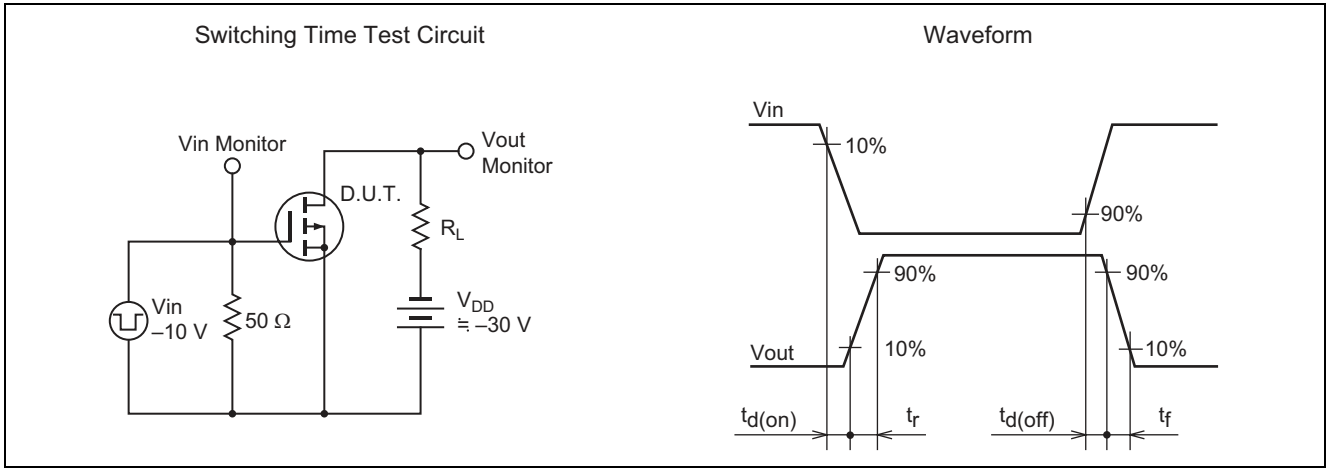 Switching Time Test Circuit
Vin Monitor
Vout
Monitor
D.U.T.
RL
Vin
–10 V
50 Ω
VDD
≒ –30 V
Waveform
Vin
10%
90%
90%
90%
Vout
10%
10%
td(on)
tr
td(off)
tf